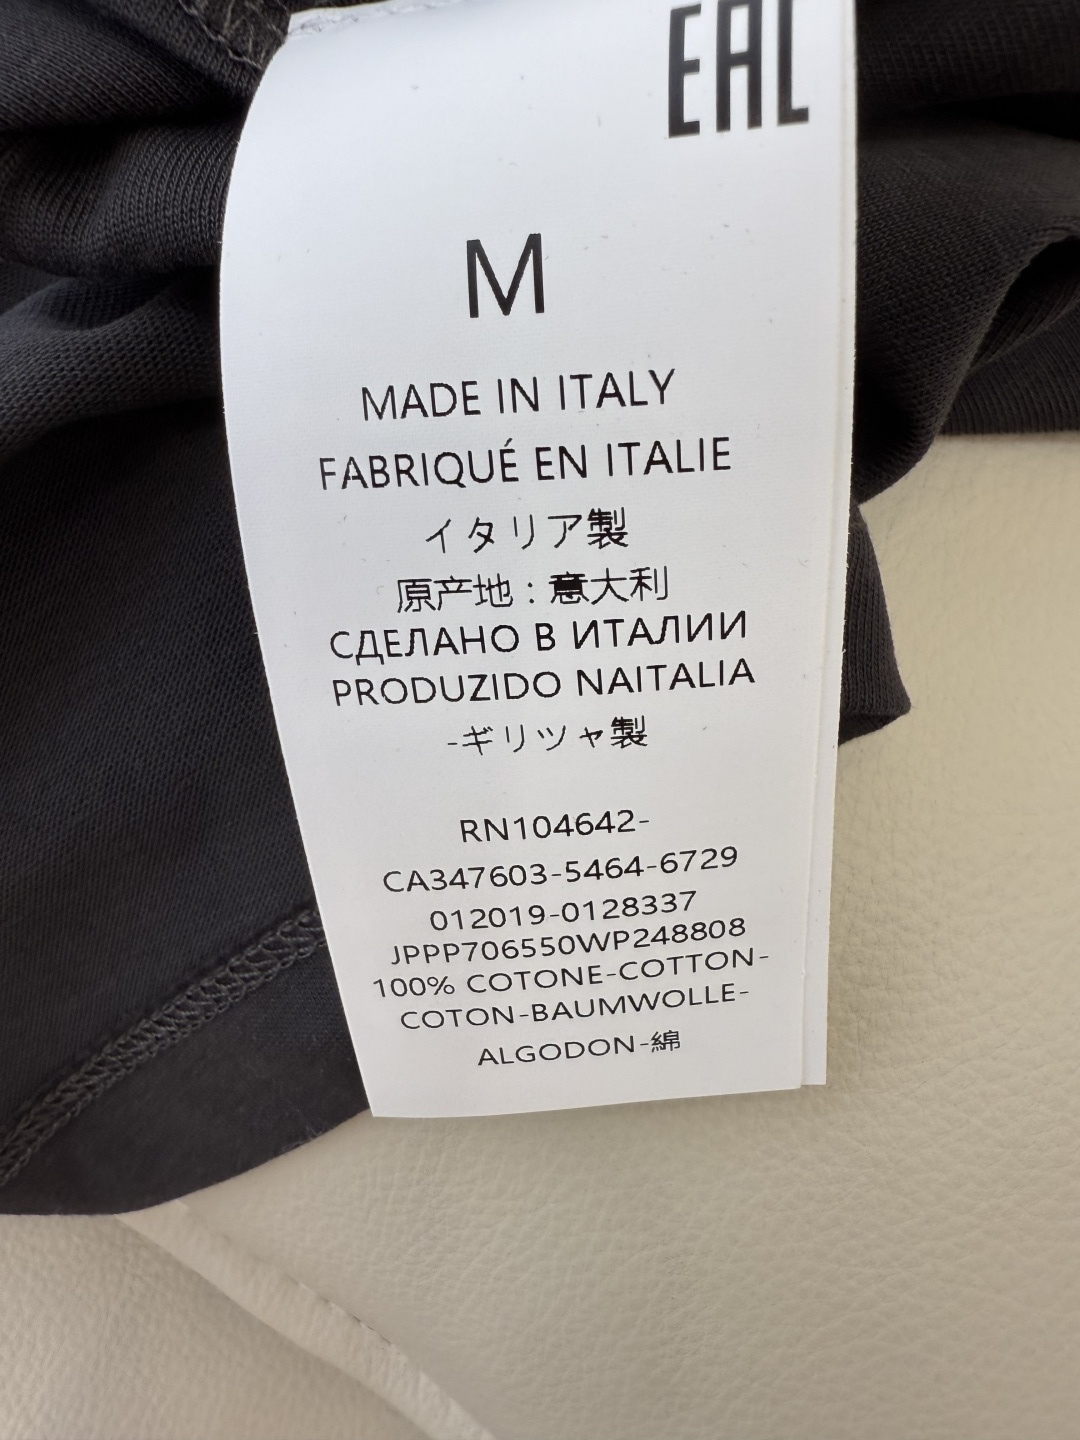 EAC
M
MADE IN ITALY
FABRIQUÉ EN ITALIE
イタリア製
原产地:意大利
СДЕЛАНО В ИТАЛИИ
PRODUZIDO NAITALIA
-ギリツャ製
RN104642-
CA347603-5464-6729
012019-0128337
JPPP706550WP248808
100% COTONE-COTTON-
COTON-BAUMWOLLE-
ALGODON-綿